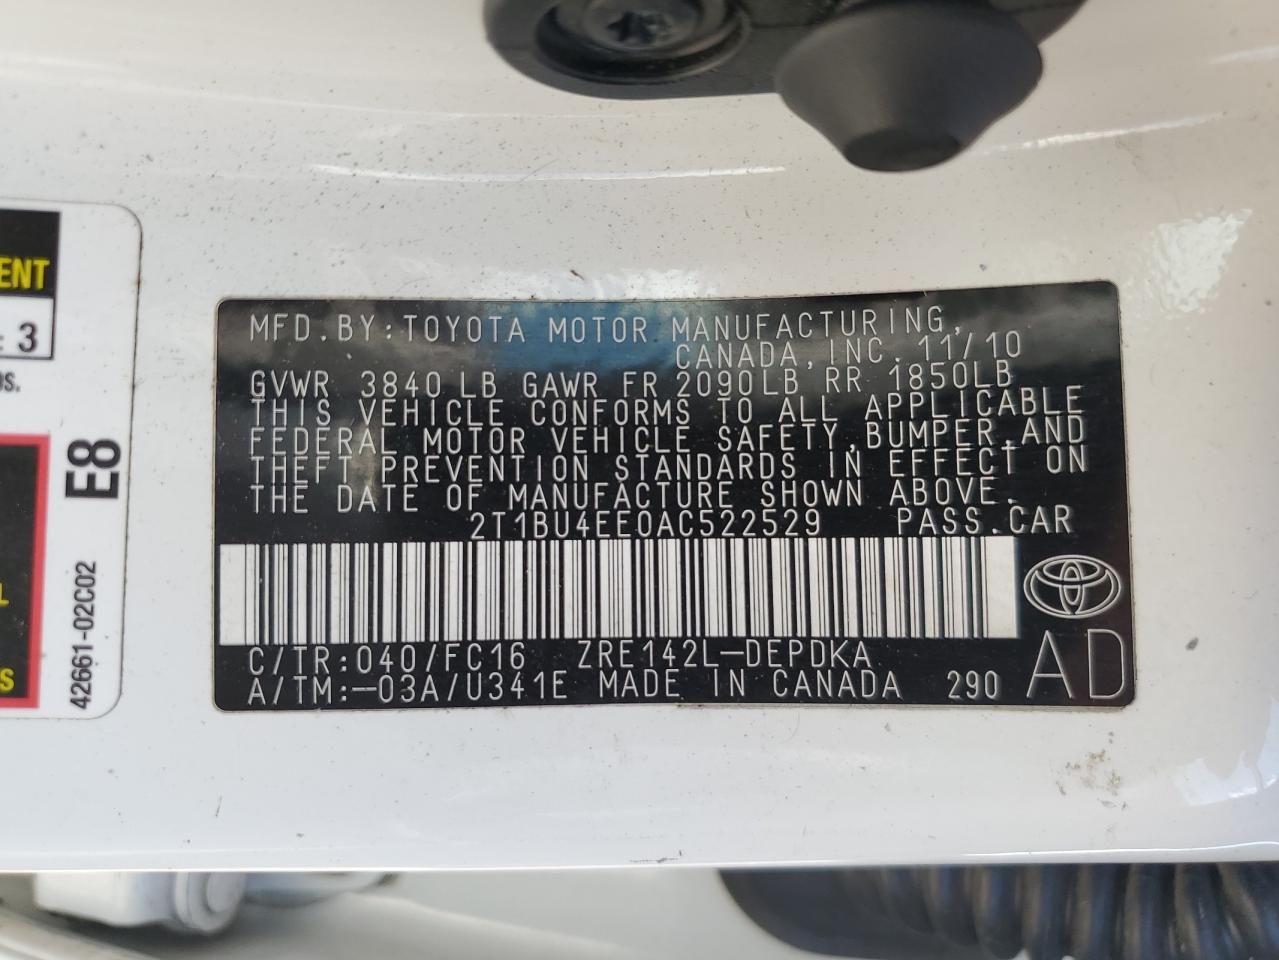 ENT
: 3
OS.
E8
42661-02C02
L
S
MFD.BY:TOYOTA MOTOR MANUFACTURING,
CANADA,INC. 11/10
GVWR 3840LB GAWR FR 2090LB RR 1850LB
THIS VEHICLE CONFORMS TO ALL APPLICABLE
FEDERAL MOTOR VEHICLE SAFETY,BUMPER,AND
THEFT PREVENTION STANDARDS IN EFFECT ON
THE DATE OF MANUFACTURE SHOWN ABOVE.
2T1BU4EE0AC522529 PASS.CAR
C/TR:040/FC16 ZRE142L-DEPDKA
A/TM:-03A/U341E MADE IN CANADA 290
AD